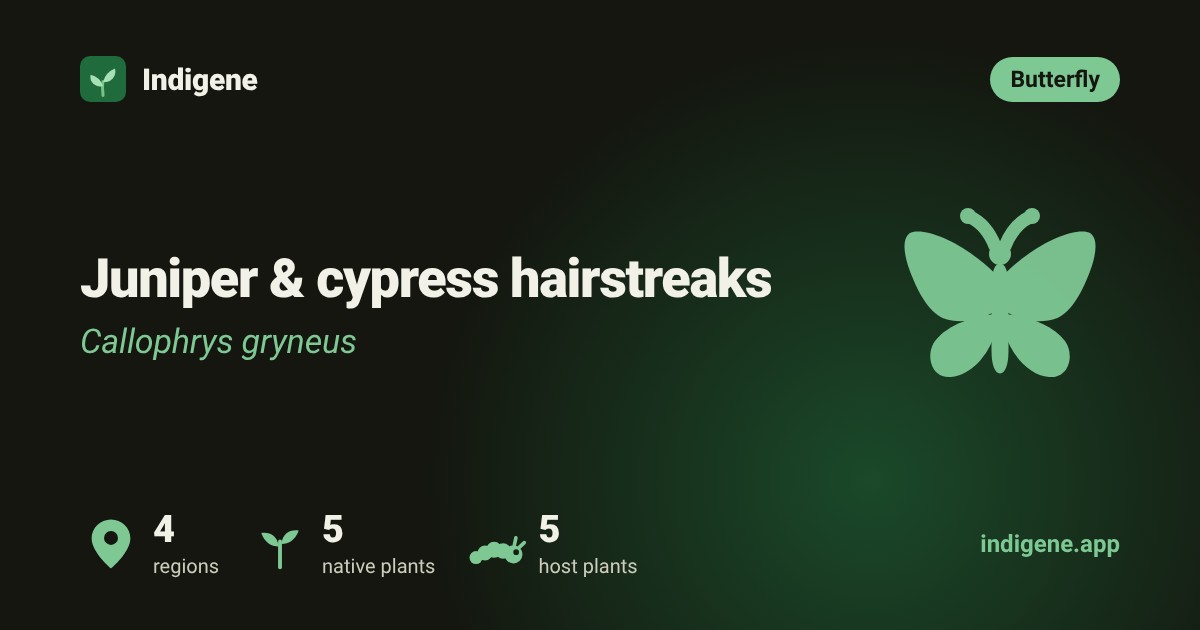 Indigene
Butterfly
Juniper & cypress hairstreaks
Callophrys gryneus
4
regions
5
native plants
5
host plants
indigene.app